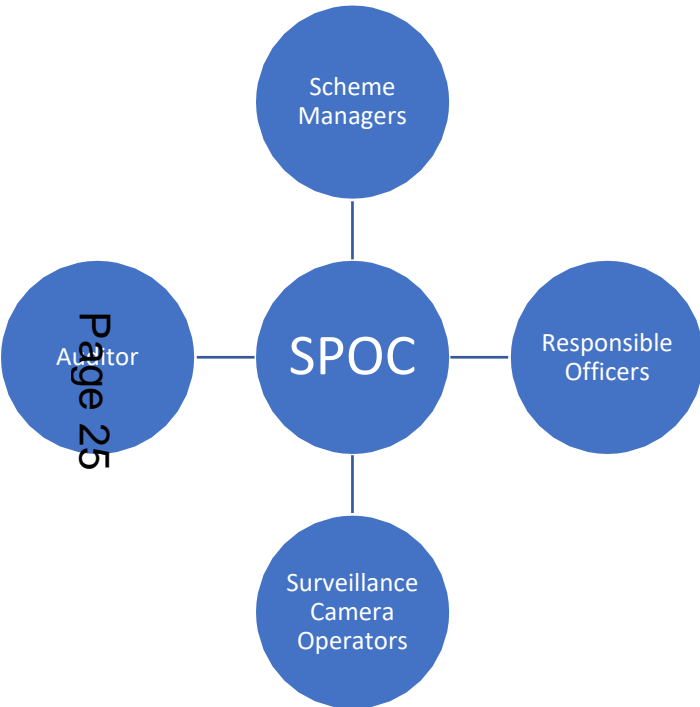 Scheme
Managers
Auditor
Page 25
SPOC
Responsible
Officers
Surveillance
Camera
Operators